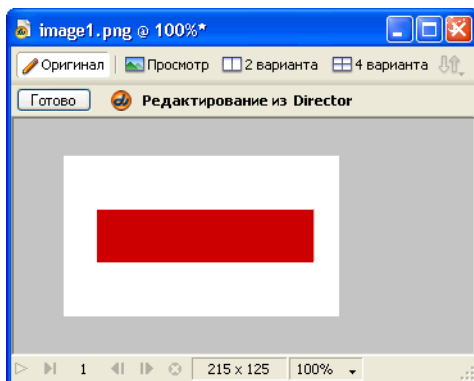 image1.png @ 100%*
Оригинал Просмотр 2 варианта 4 варианта
Готово Редактирование из Director
1 215 x 125 100%